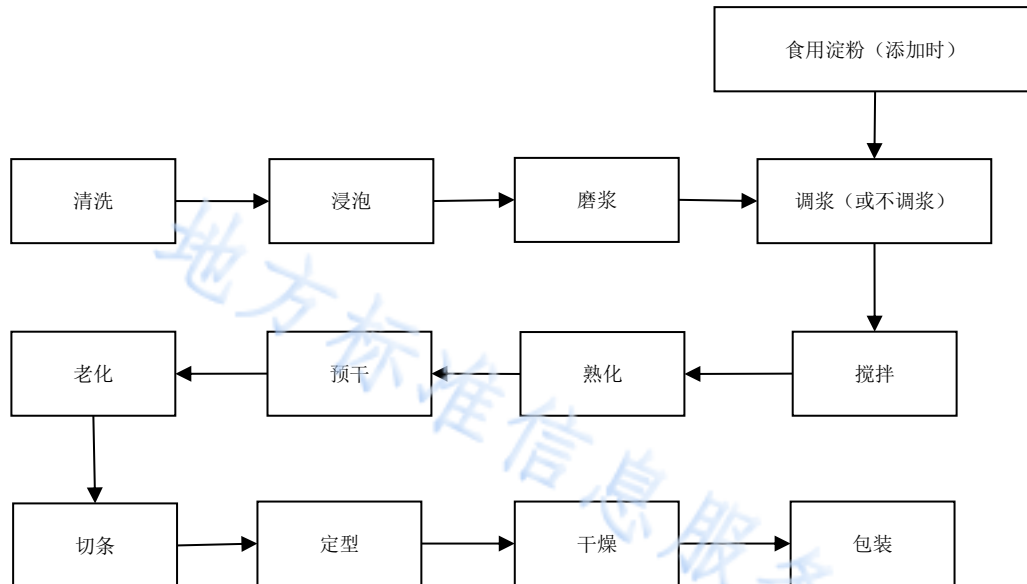 食用淀粉（添加时）
清洗
浸泡
磨浆
调浆（或不调浆）
老化
预干
熟化
搅拌
切条
定型
干燥
包装
地方标准信息服务